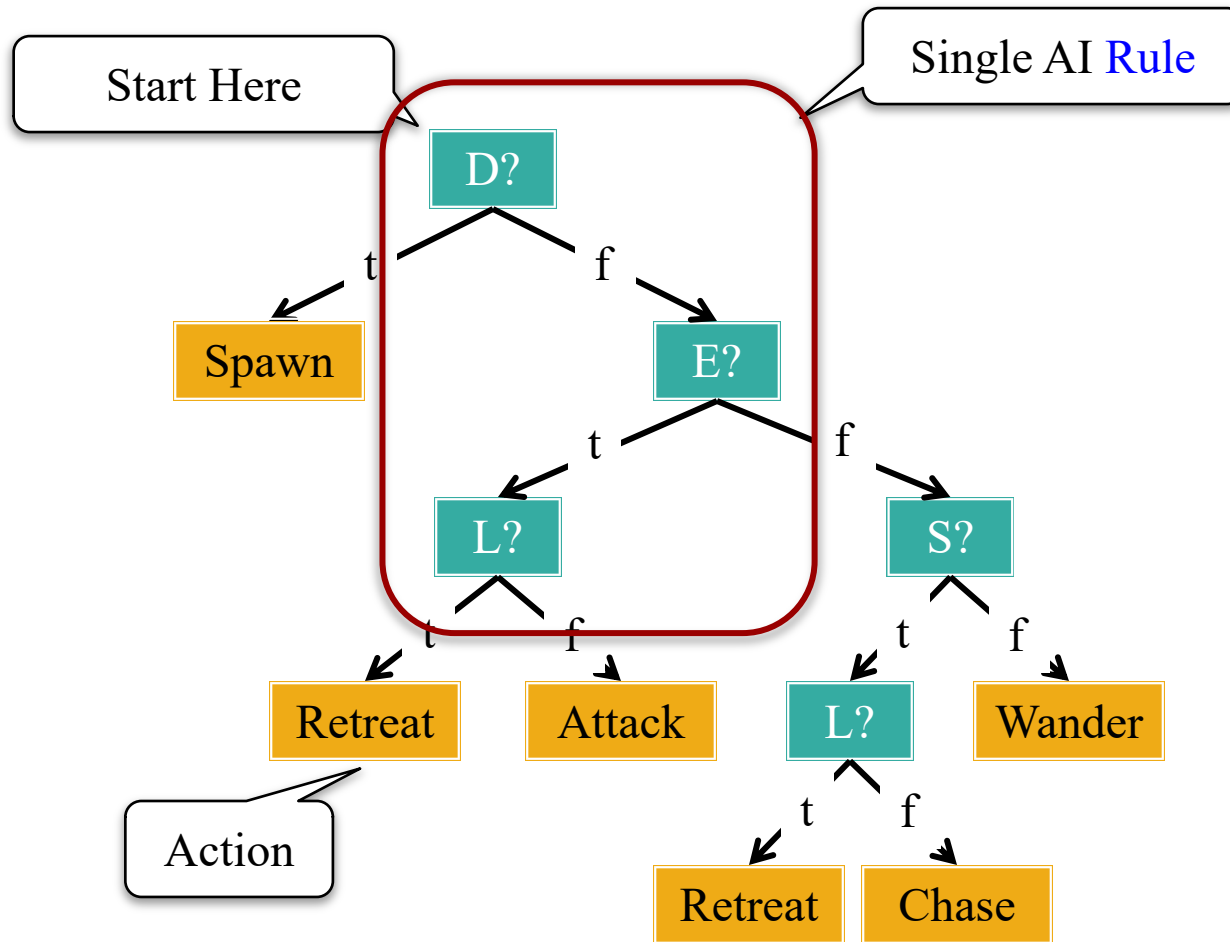 Single AI Rule
Start Here
D?
t
f
Spawn
E?
t
f
L?
S?
t
f
t
f
Retreat
Attack
L?
Wander
t
f
Action
Retreat
Chase